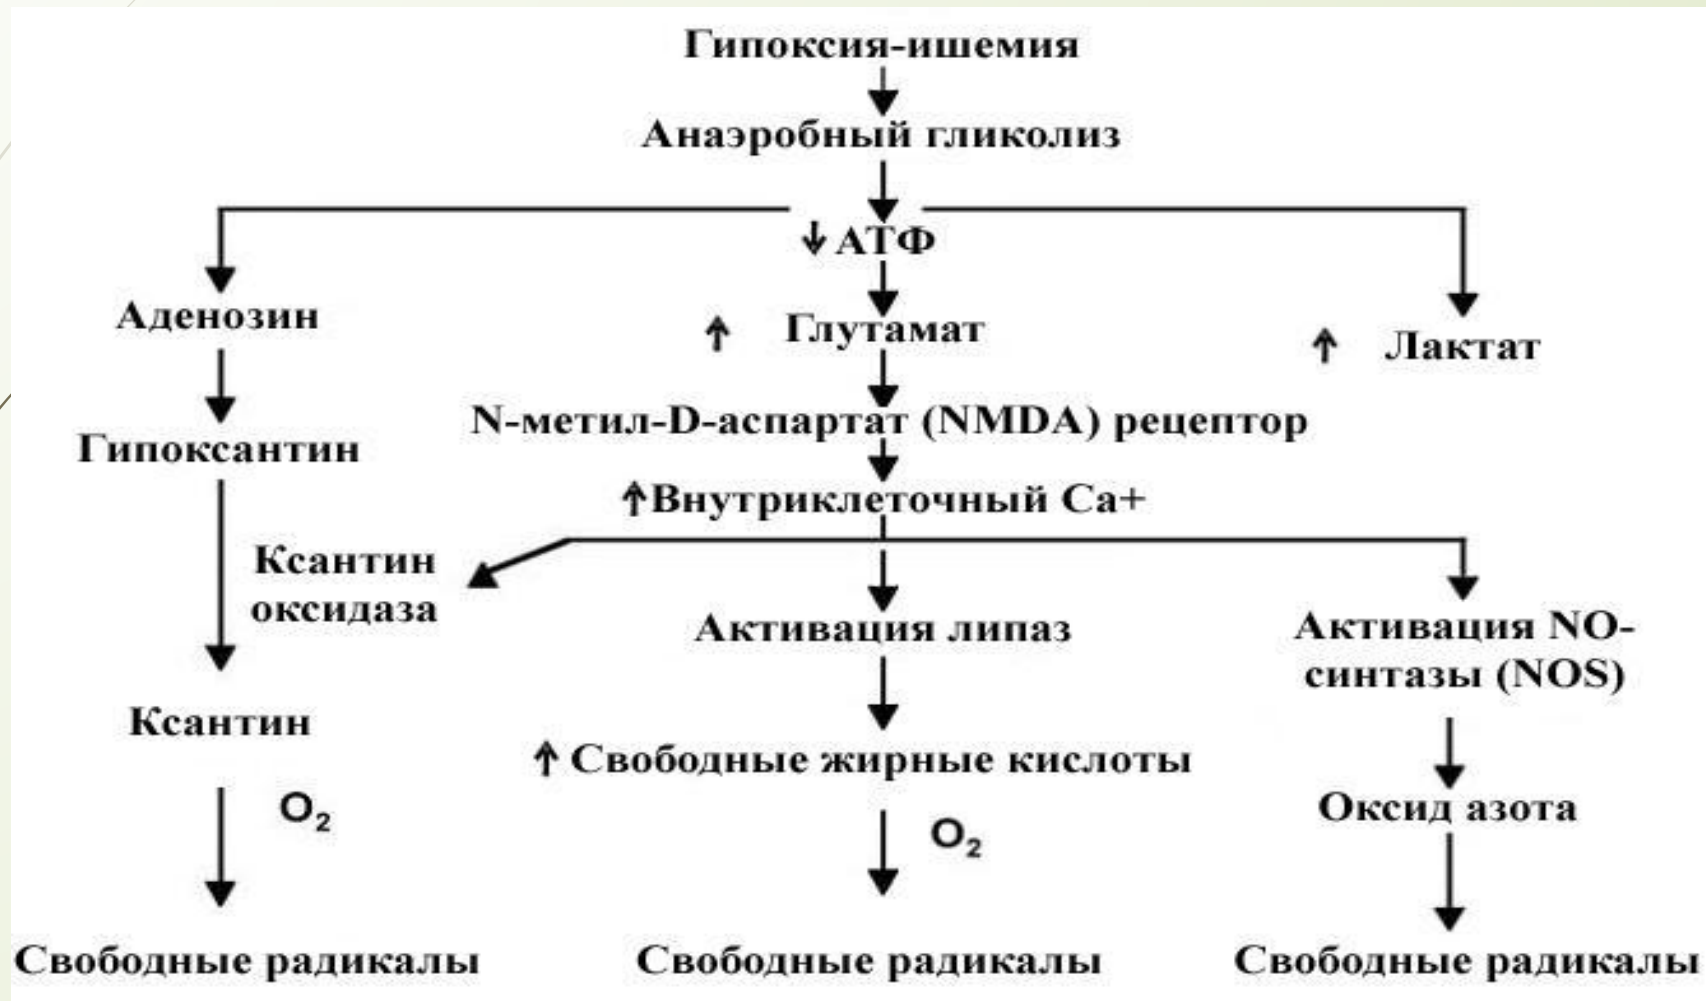 Гипоксия-ишемия
Анаэробный гликолиз
↓ АТФ
Аденозин
↑ Глутамат
↑ Лактат
N-метил-D-аспартат (NMDA) рецептор
Гипоксантин
↑Внутриклеточный Ca+
Ксантин
оксидаза
Активация липаз
Активация NO-
синтазы (NOS)
Ксантин
↑ Свободные жирные кислоты
O₂
O₂
Оксид азота
Свободные радикалы
Свободные радикалы
Свободные радикалы